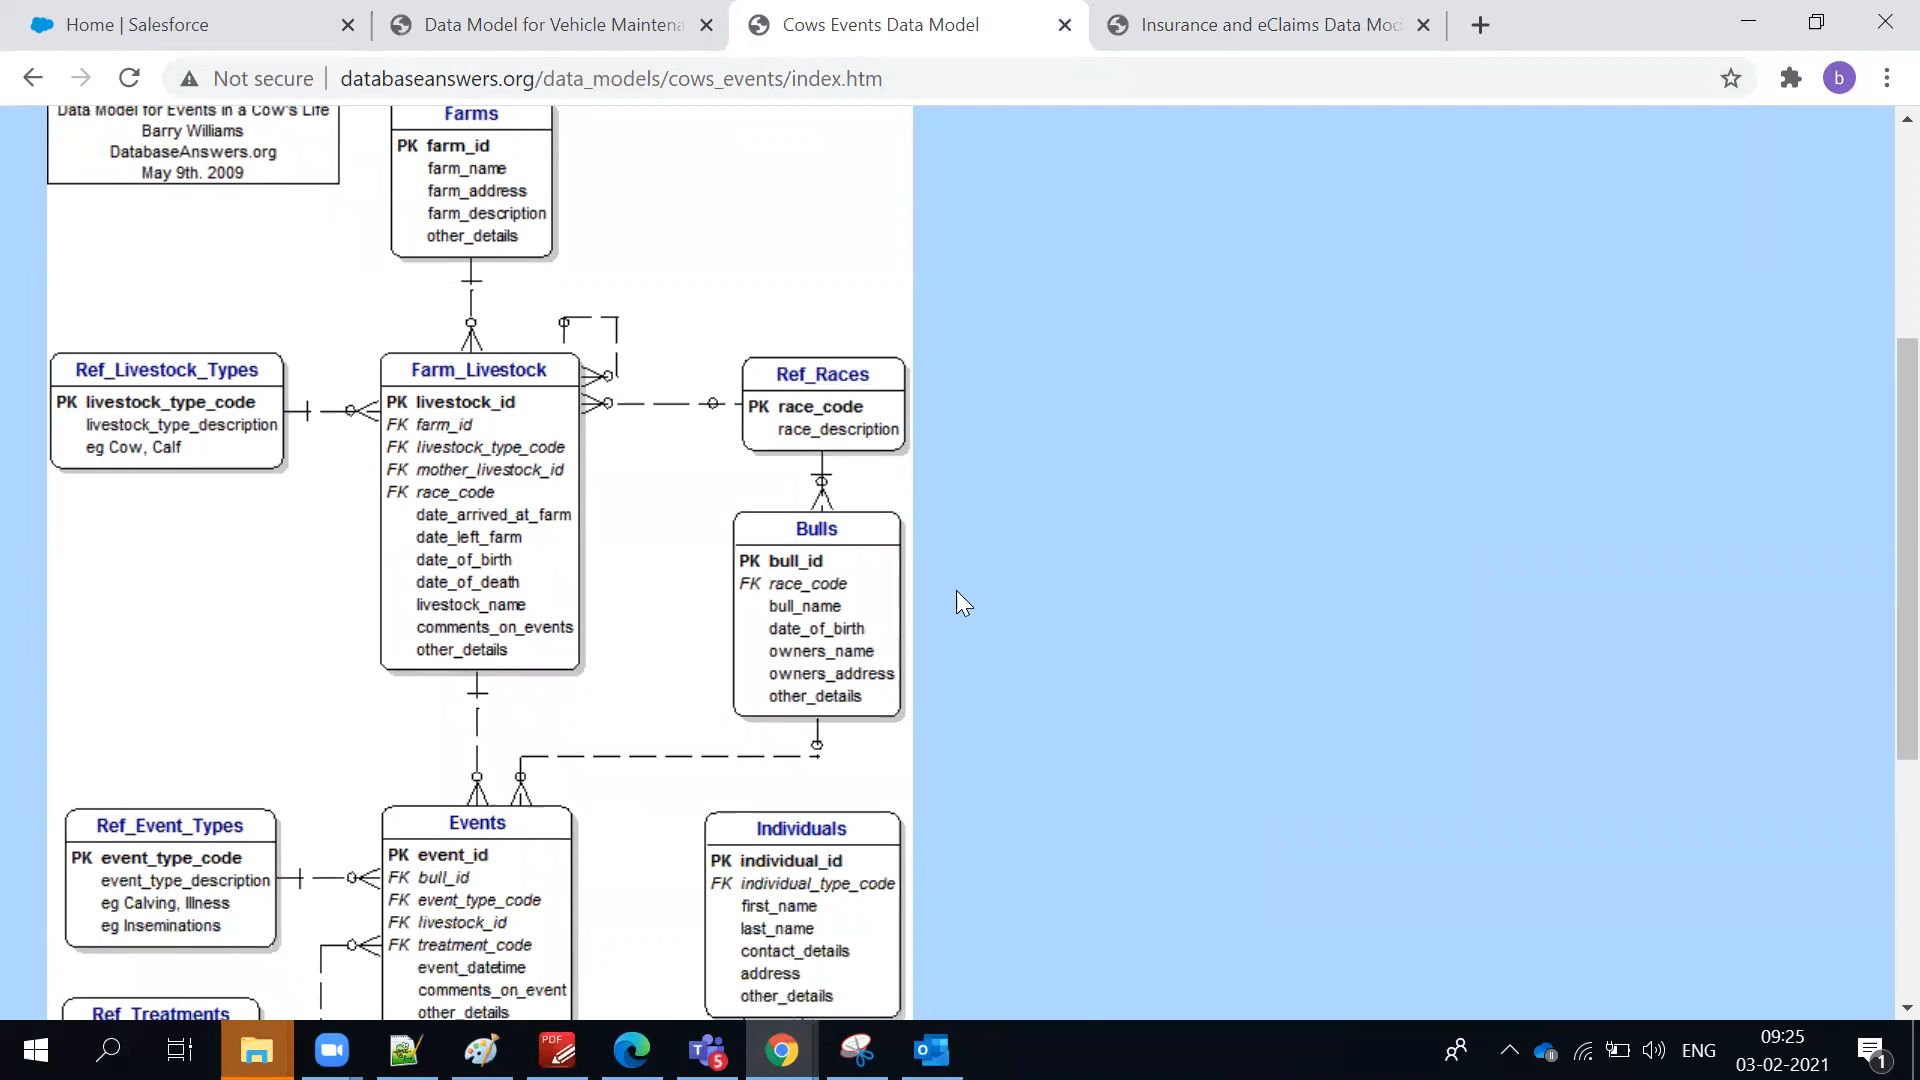 Home | Salesforce
Data Model for Vehicle Maintena
Cows Events Data Model
Insurance and eClaims Data Mod
Not secure
databaseanswers.org/data_models/cows_events/index.htm
b
Data Model for Events in a Cow's Life
Barry Williams
DatabaseAnswers.org
May 9th. 2009
Farms
PK farm_id
farm_name
farm_address
farm_description
other_details
Ref_Livestock_Types
PK livestock_type_code
livestock_type_description
eg Cow, Calf
Farm_Livestock
PK livestock_id
FK farm_id
FK livestock_type_code
FK mother_livestock_id
FK race_code
date_arrived_at_farm
date_left_farm
date_of_birth
date_of_death
livestock_name
comments_on_events
other_details
Ref_Races
PK race_code
race_description
Bulls
PK bull_id
FK race_code
bull_name
date_of_birth
owners_name
owners_address
other_details
Ref_Event_Types
PK event_type_code
event_type_description
eg Calving, Illness
eg Inseminations
Events
PK event_id
FK bull_id
FK event_type_code
FK livestock_id
FK treatment_code
event_datetime
comments_on_event
other_details
Individuals
PK individual_id
FK individual_type_code
first_name
last_name
contact_details
address
other_details
Ref_Treatments
PDF
5
ENG
09:25
03-02-2021
1